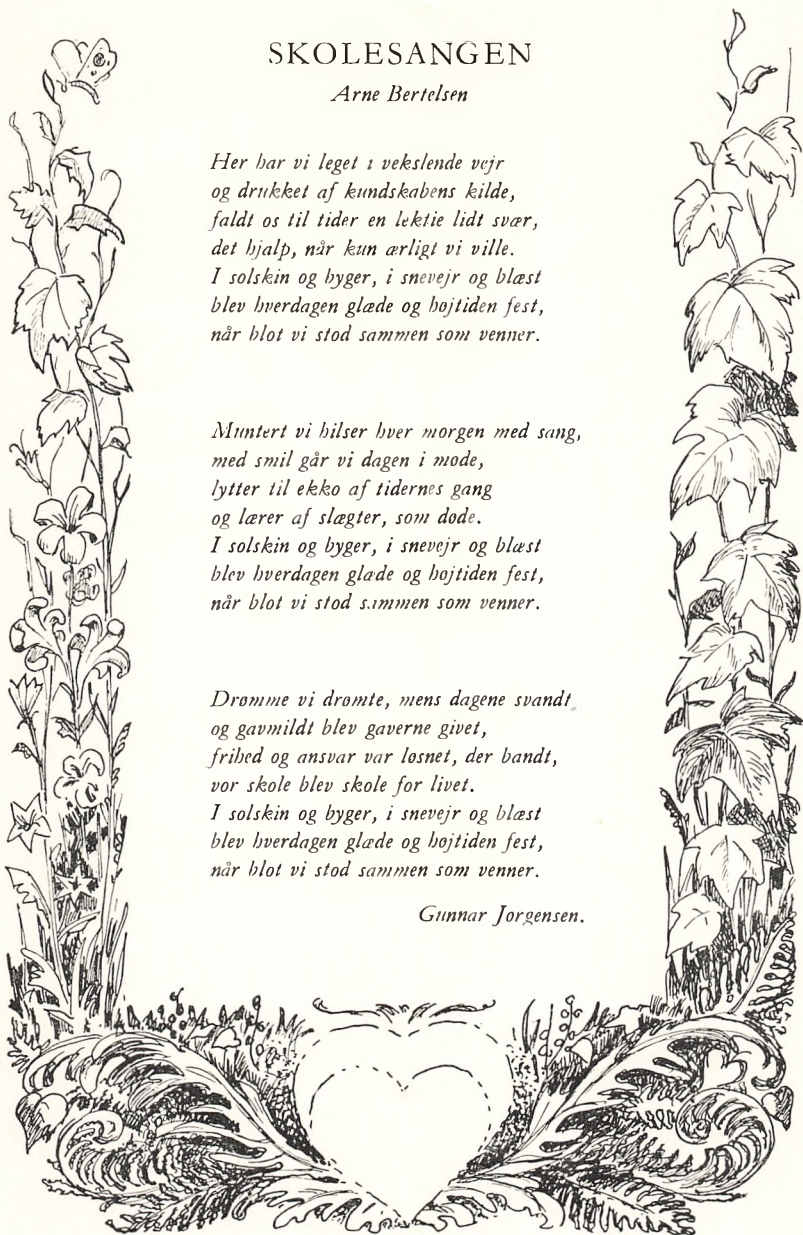 SKOLESANGEN
Arne Bertelsen
Her har vi leget i vekslende vejr
og drukket af kundskabens kilde,
faldt os til tider en lektie lidt svær,
det hjalp, når kun ærligt vi ville.
I solskin og byger, i snevejr og blæst
blev hverdagen glæde og højtiden fest,
når blot vi stod sammen som venner.
Muntert vi hilser hver morgen med sang,
med smil går vi dagen i møde,
lytter til ekko af tidernes gang
og lærer af slægter, som døde.
I solskin og byger, i snevejr og blæst
blev hverdagen glæde og højtiden fest,
når blot vi stod sammen som venner.
Drømme vi drømte, mens dagene svandt
og gavmildt blev gaverne givet,
frihed og ansvar var løsnet, der bandt,
vor skole blev skole for livet.
I solskin og byger, i snevejr og blæst
blev hverdagen glæde og højtiden fest,
når blot vi stod sammen som venner.
Gunnar Jørgensen.